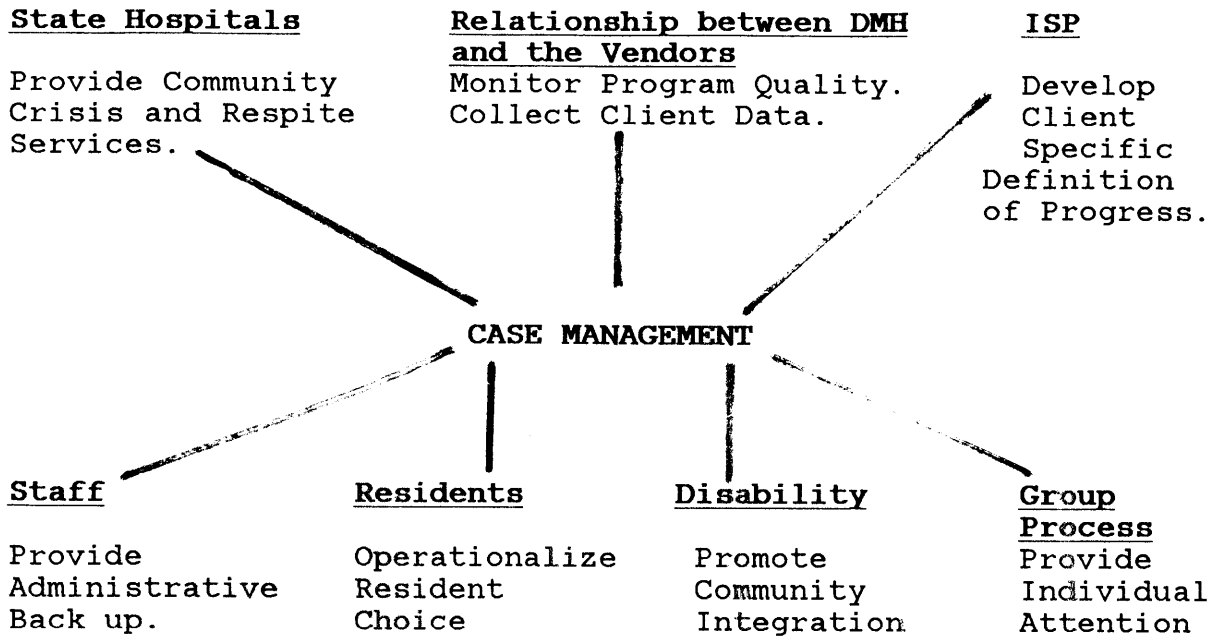 State Hospitals
Provide Community
Crisis and Respite
Services.
Relationship between DMH
and the Vendors
Monitor Program Quality.
Collect Client Data.
ISP
Develop
Client
Specific
Definition
of Progress.
CASE MANAGEMENT
Staff
Provide
Administrative
Back up.
Residents
Operationalize
Resident
Choice
Disability
Promote
Community
Integration
Group
Process
Provide
Individual
Attention